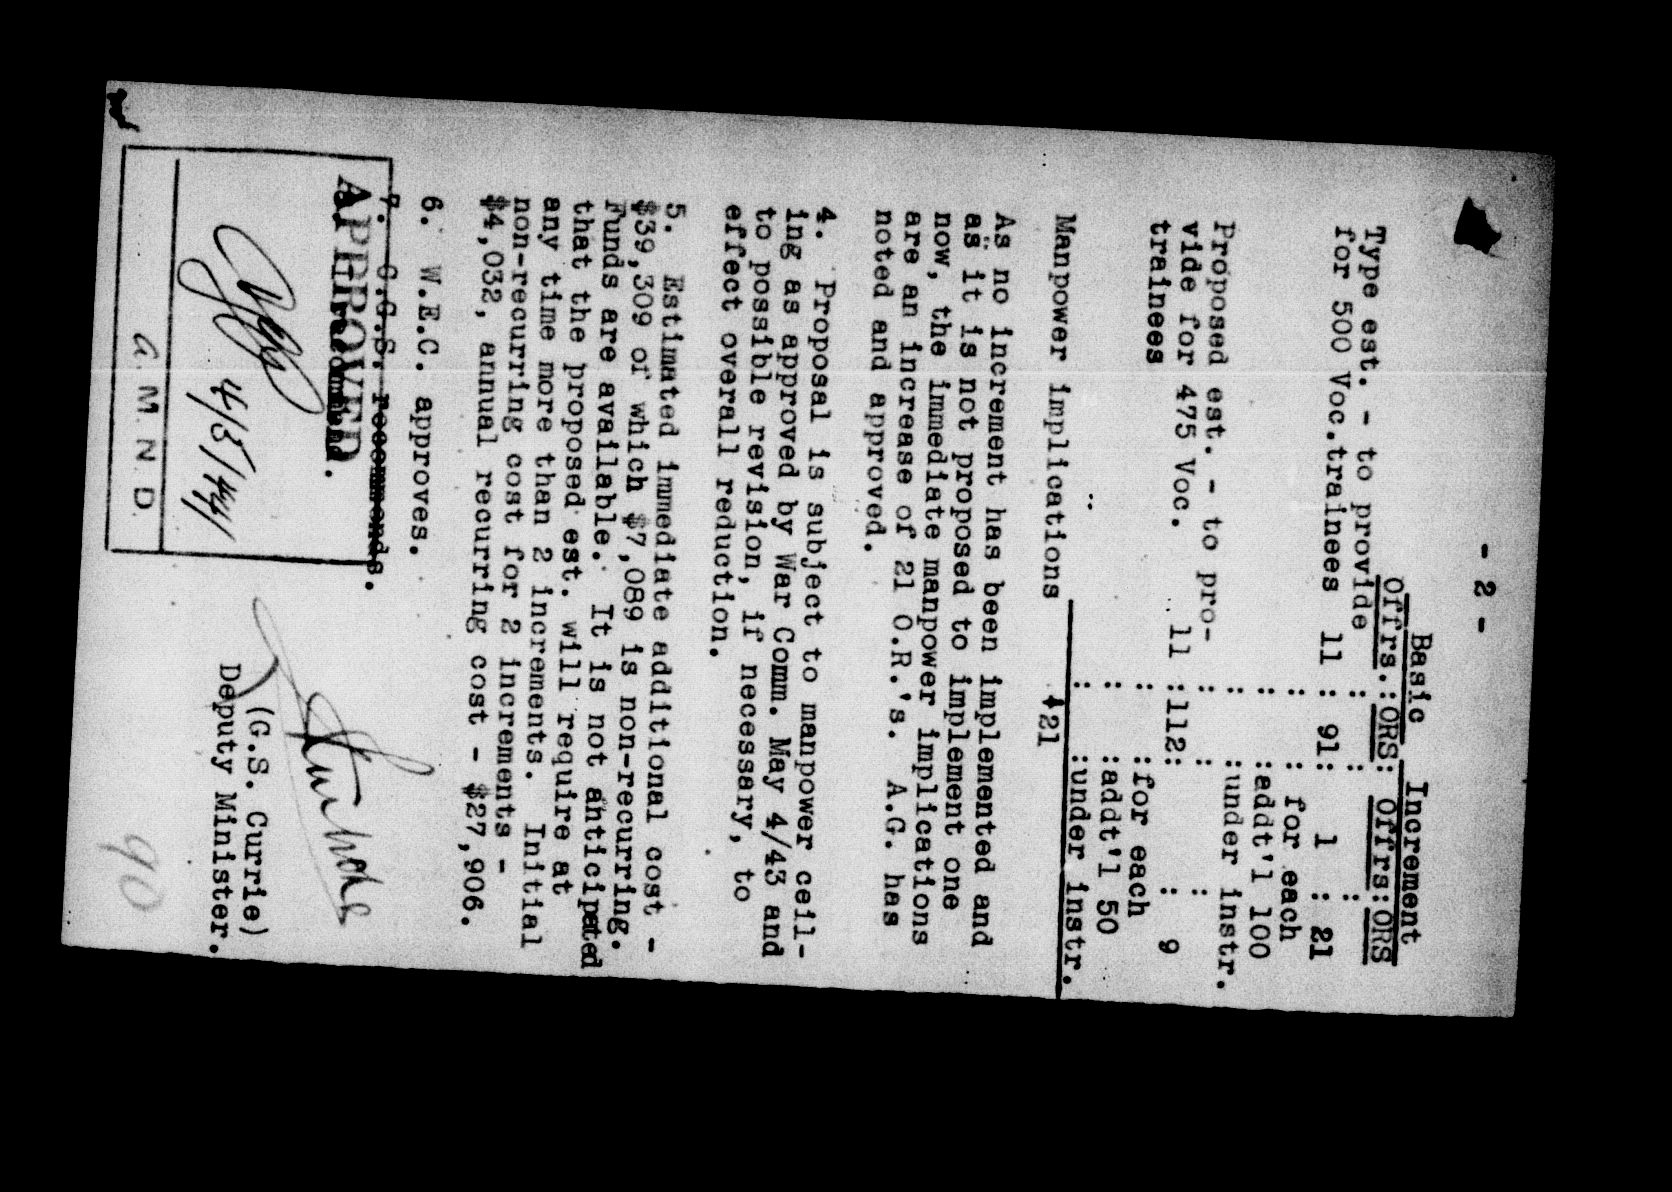 - 2 -
Basic Increment
Offrs.:ORS: Offrs:ORS
Type est. - to provide : : :
for 500 Voc.trainees 11 : 91: 1 : 21
: : for each
: :addt'l 100
: :under instr.
Proposed est. - to pro- : : :
vide for 475 Voc. 11 :112: : 9
trainees : :for each
: :addt'l 50
: :under instr.
Manpower implications +21
As no increment has been implemented and
as it is not proposed to implement one
now, the immediate manpower implications
are an increase of 21 O.R.'s. A.G. has
noted and approved.
4. Proposal is subject to manpower ceil-
ing as approved by War Comm. May 4/43 and
to possible revision, if necessary, to
effect overall reduction.
5. Estimated immediate additional cost -
$39,309 of which $7,089 is non-recurring.
Funds are available. It is not anticipated
that the proposed est. will require at
any time more than 2 increments. Initial
non-recurring cost for 2 increments -
$4,032, annual recurring cost - $27,906.
6. W.E.C. approves.
7. C.G.S. recommends.
8. I recommend.
APPROVED
4/3/44
A. M. N. D.
(G.S. Currie)
Deputy Minister.
90